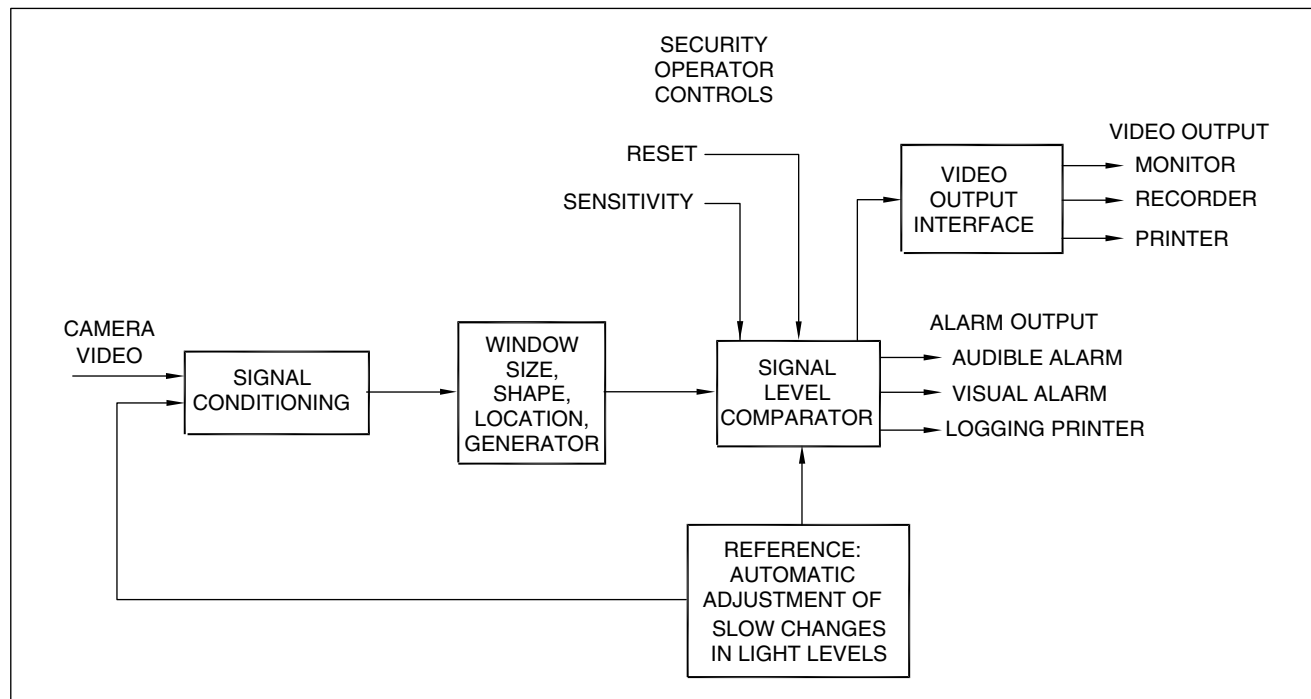 SECURITY
OPERATOR
CONTROLS
RESET
SENSITIVITY
VIDEO
OUTPUT
INTERFACE
VIDEO OUTPUT
MONITOR
RECORDER
PRINTER
CAMERA
VIDEO
SIGNAL
CONDITIONING
WINDOW
SIZE,
SHAPE,
LOCATION,
GENERATOR
SIGNAL
LEVEL
COMPARATOR
ALARM OUTPUT
AUDIBLE ALARM
VISUAL ALARM
LOGGING PRINTER
REFERENCE:
AUTOMATIC
ADJUSTMENT OF
SLOW CHANGES
IN LIGHT LEVELS